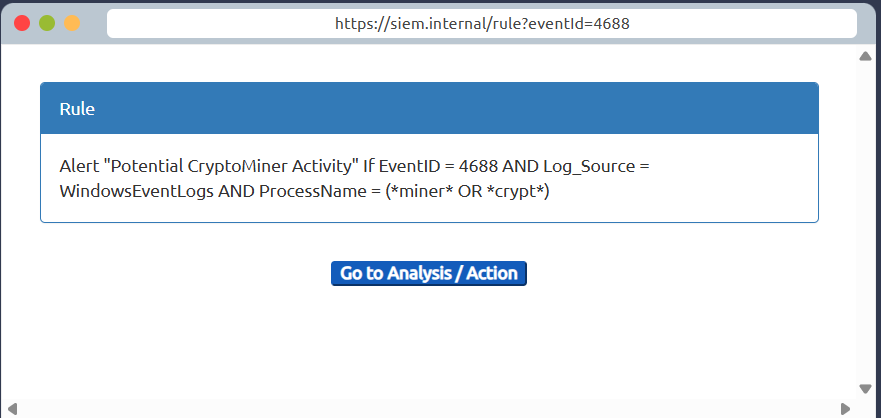 https://siem.internal/rule?eventId=4688
Rule
Alert "Potential CryptoMiner Activity" If EventID = 4688 AND Log_Source =
WindowsEventLogs AND ProcessName = (*miner* OR *crypt*)
Go to Analysis / Action